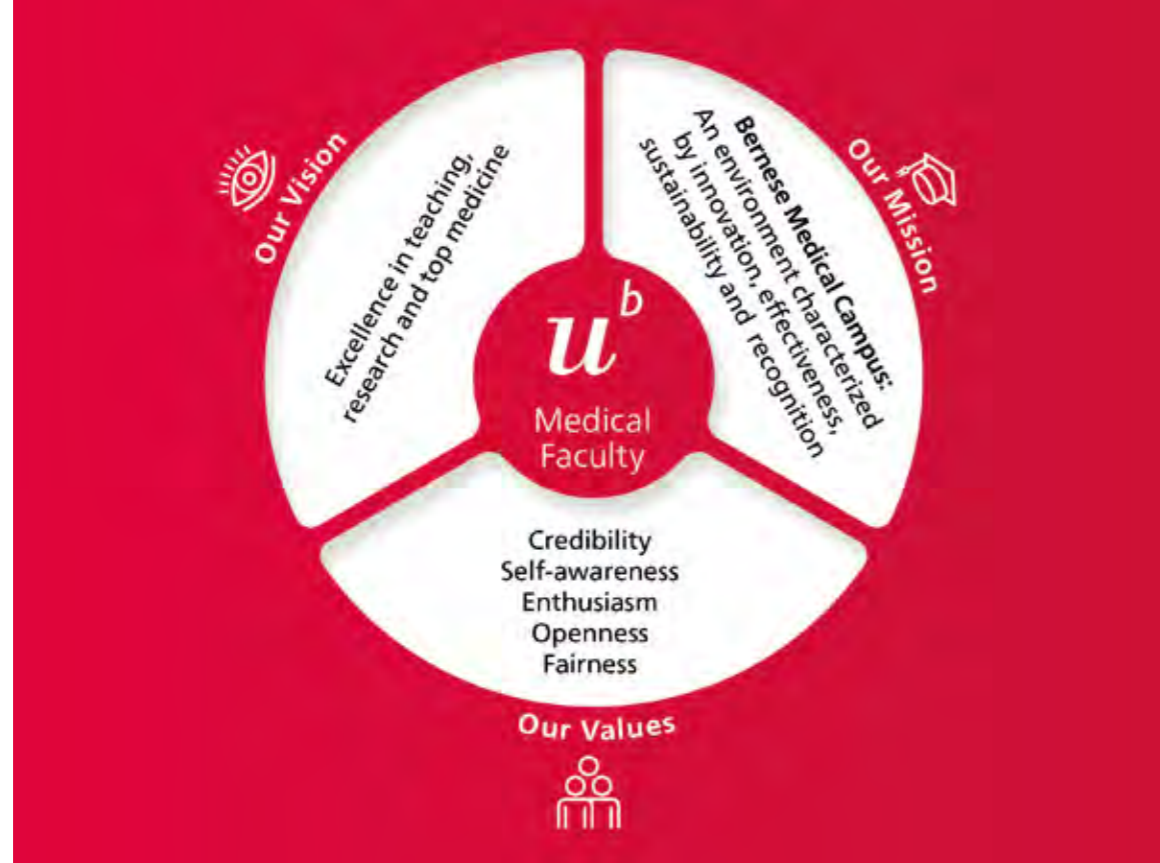 Our Vision
Excellence in teaching,
research and top medicine
Our Mission
Bernese Medical Campus:
An environment characterized
by innovation, effectiveness,
sustainability and recognition
u^b
Medical
Faculty
Credibility
Self-awareness
Enthusiasm
Openness
Fairness
Our Values